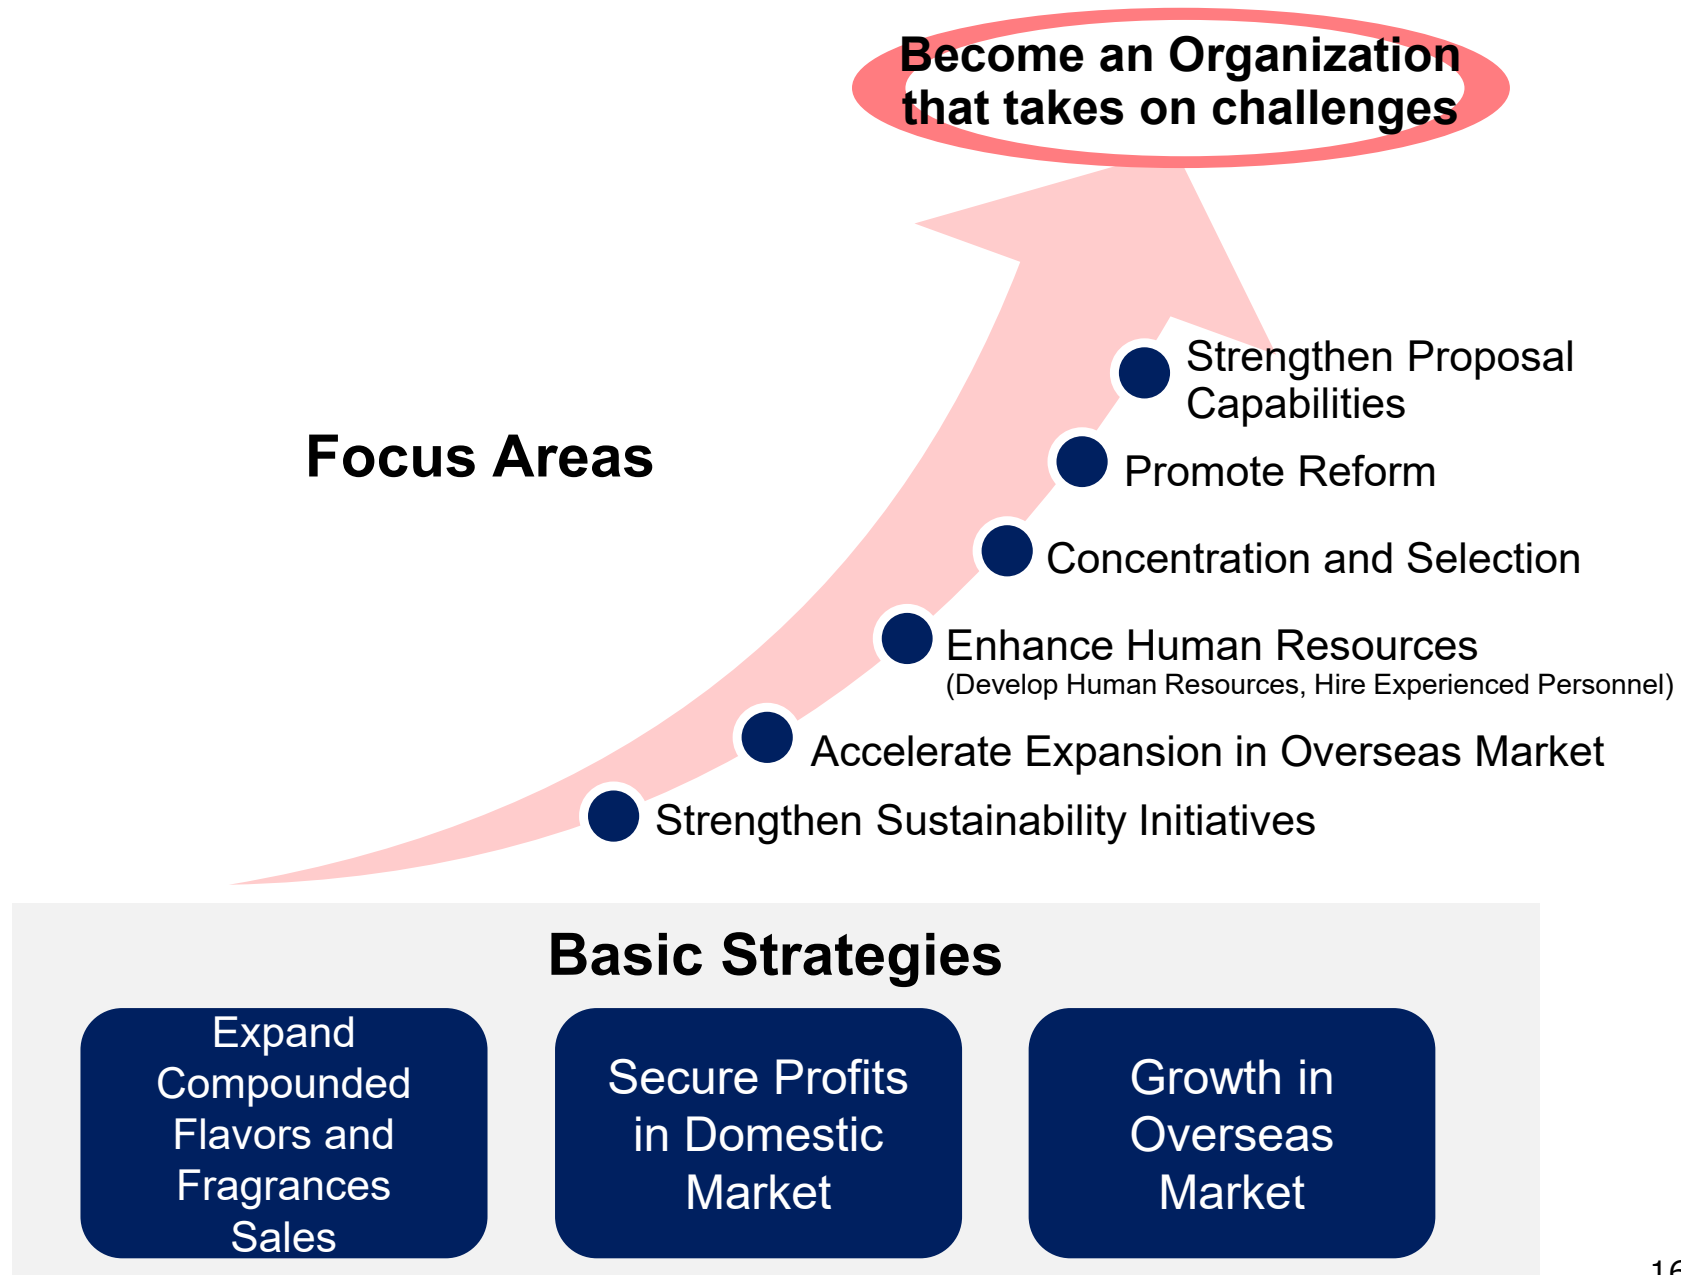 Become an Organization
that takes on challenges
Strengthen Proposal
Capabilities
Focus Areas
Promote Reform
Concentration and Selection
Enhance Human Resources
(Develop Human Resources, Hire Experienced Personnel)
Accelerate Expansion in Overseas Market
Strengthen Sustainability Initiatives
Basic Strategies
Expand
Compounded
Flavors and
Fragrances
Sales
Secure Profits
in Domestic
Market
Growth in
Overseas
Market
16